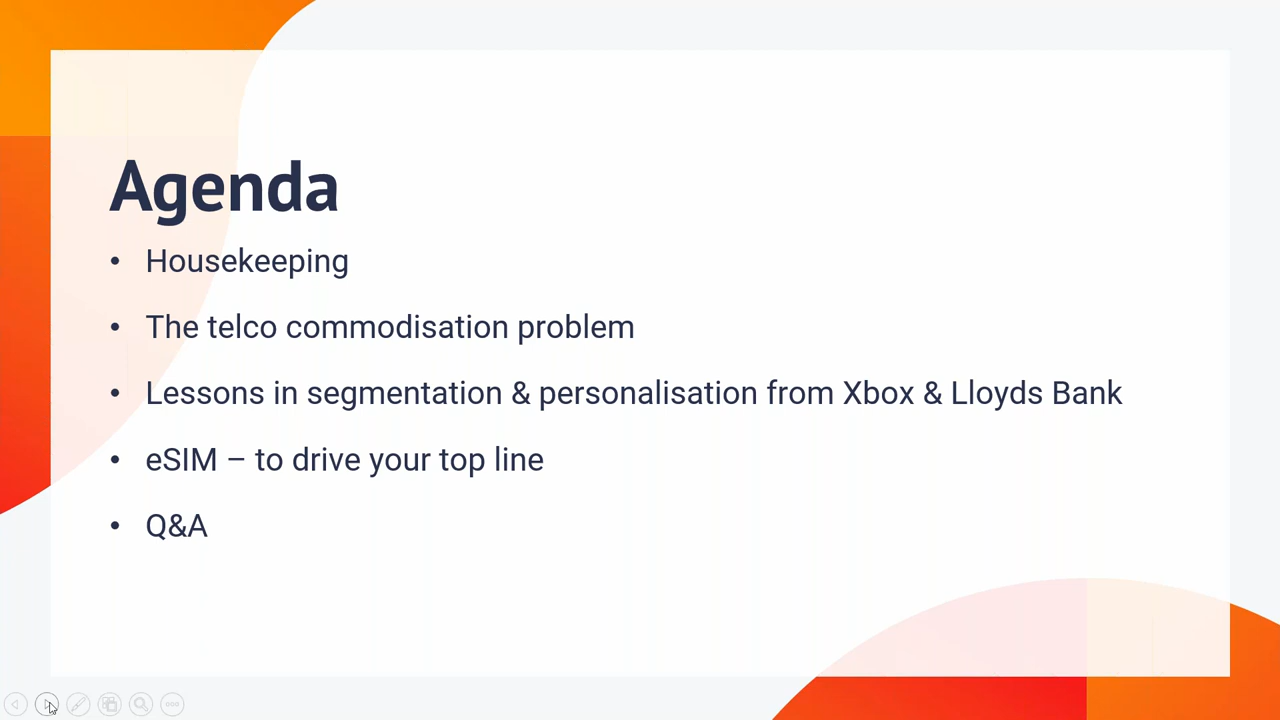 Agenda
• Housekeeping
• The telco commodisation problem
• Lessons in segmentation & personalisation from Xbox & Lloyds Bank
• eSIM – to drive your top line
• Q&A